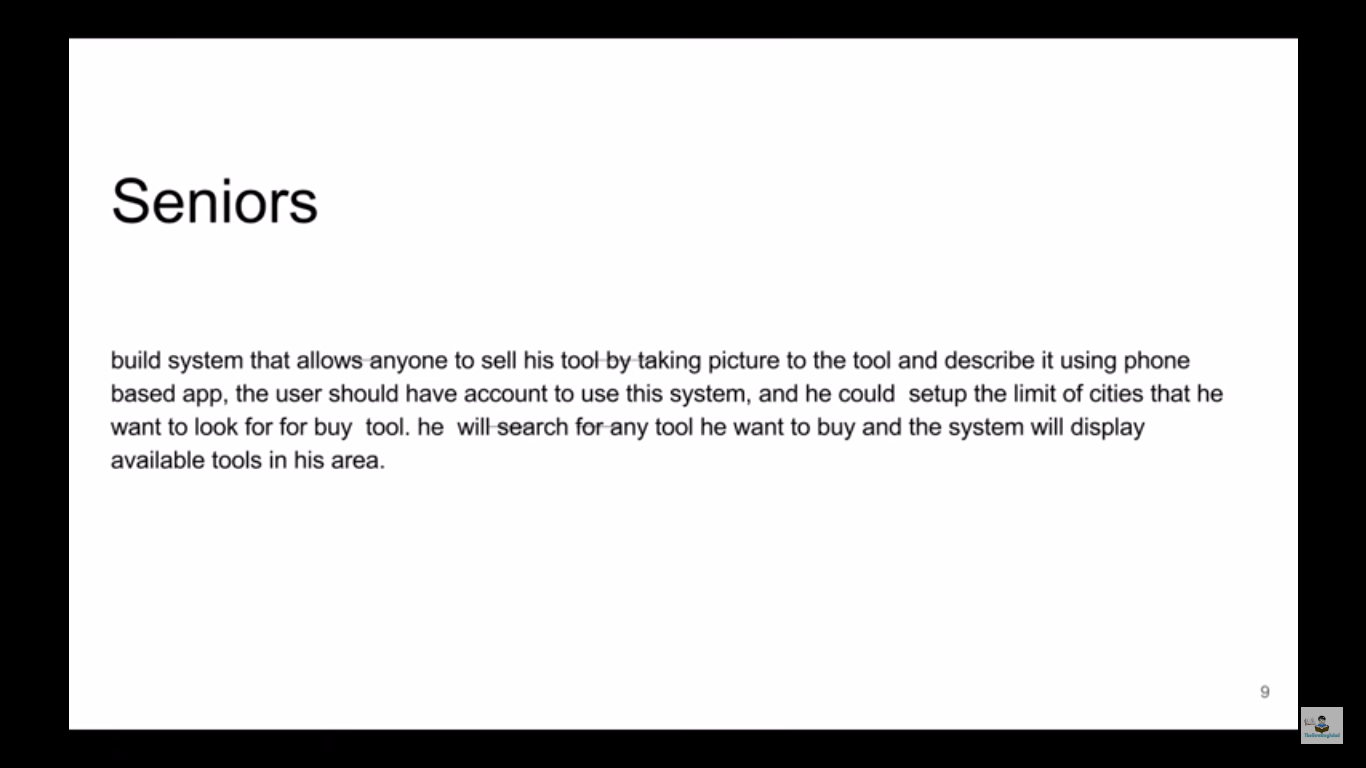 Seniors
build system that allows anyone to sell his tool by taking picture to the tool and describe it using phone
based app, the user should have account to use this system, and he could  setup the limit of cities that he
want to look for for buy  tool. he  will search for any tool he want to buy and the system will display
available tools in his area.
9